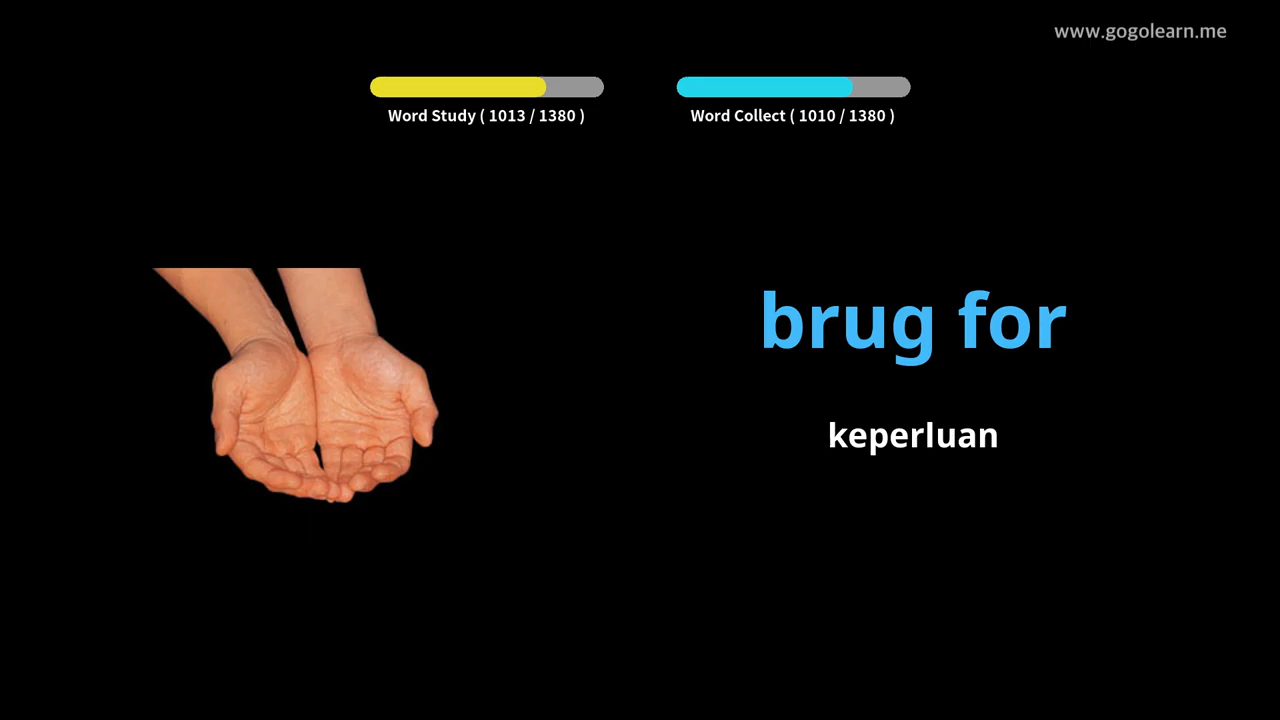 www.gogolearn.me
Word Study ( 1013 / 1380 )
Word Collect ( 1010 / 1380 )
brug for
keperluan